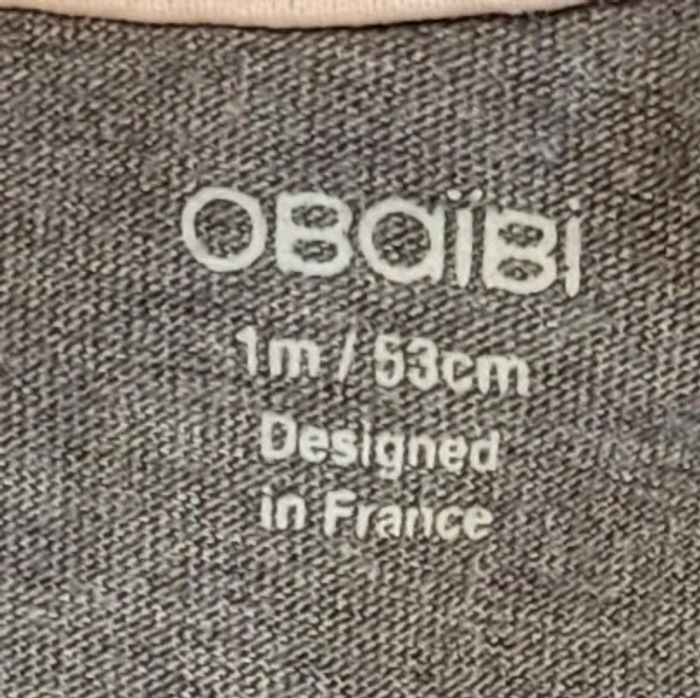 OBaïBi
1m / 53cm
Designed
in France